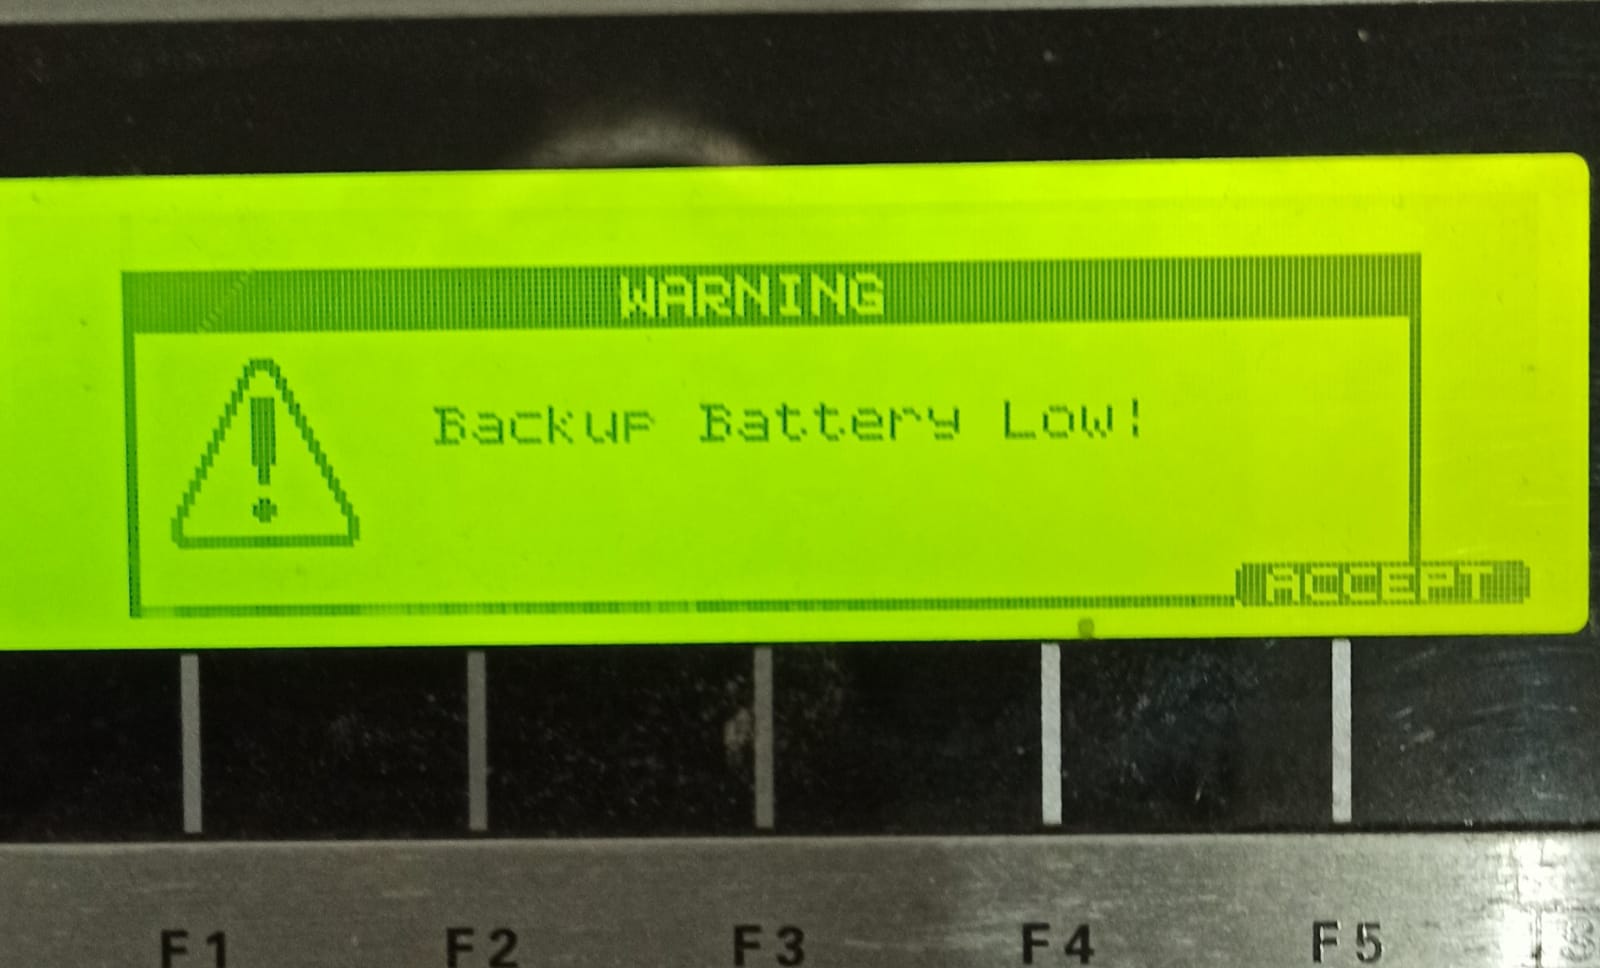 WARNING
Backup Battery Low!
ACCEPT
F1 F2 F3 F4 F5